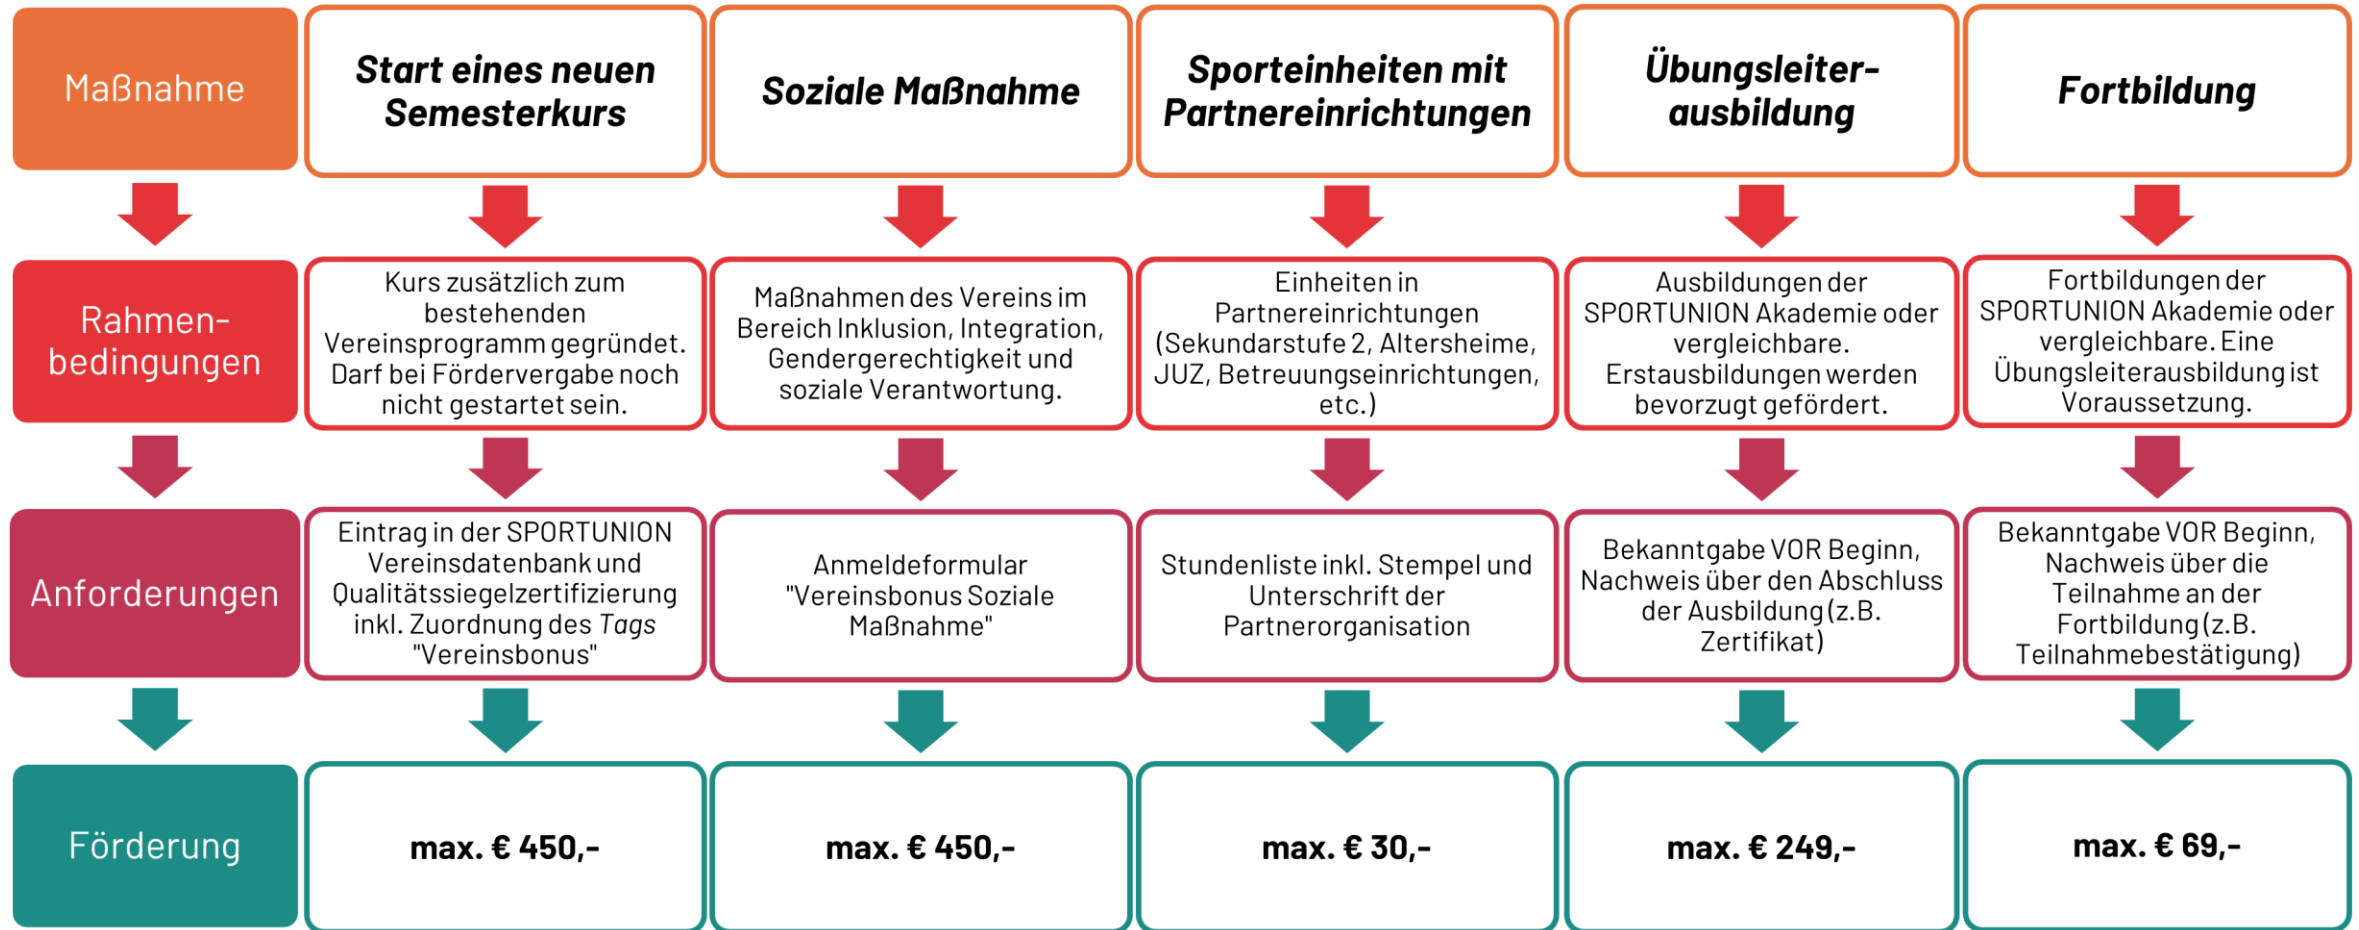 Maßnahme
Start eines neuen
Semesterkurs
Soziale Maßnahme
Sporteinheiten mit
Partnereinrichtungen
Übungsleiter-
ausbildung
Fortbildung
Rahmen-
bedingungen
Kurs zusätzlich zum
bestehenden
Vereinsprogramm gegründet.
Darf bei Fördervergabe noch
nicht gestartet sein.
Maßnahmen des Vereins im
Bereich Inklusion, Integration,
Gendergerechtigkeit und
soziale Verantwortung.
Einheiten in
Partnereinrichtungen
(Sekundarstufe 2, Altersheime,
JUZ, Betreuungseinrichtungen,
etc.)
Ausbildungen der
SPORTUNION Akademie oder
vergleichbare.
Erstausbildungen werden
bevorzugt gefördert.
Fortbildungen der
SPORTUNION Akademie oder
vergleichbare. Eine
Übungsleiterausbildung ist
Voraussetzung.
Anforderungen
Eintrag in der SPORTUNION
Vereinsdatenbank und
Qualitätssiegelzertifizierung
inkl. Zuordnung des Tags
"Vereinsbonus"
Anmeldeformular
"Vereinsbonus Soziale
Maßnahme"
Stundenliste inkl. Stempel und
Unterschrift der
Partnerorganisation
Bekanntgabe VOR Beginn,
Nachweis über den Abschluss
der Ausbildung (z.B.
Zertifikat)
Bekanntgabe VOR Beginn,
Nachweis über die
Teilnahme an der
Fortbildung (z.B.
Teilnahmebestätigung)
Förderung
max. € 450,-
max. € 450,-
max. € 30,-
max. € 249,-
max. € 69,-